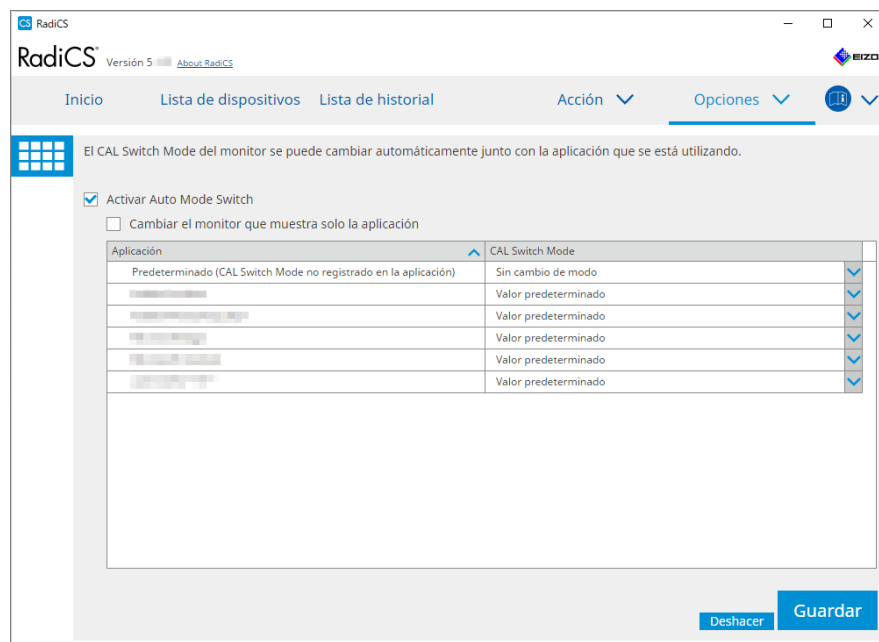 CS RadiCS
RadiCS® Versión 5 About RadiCS EIZO
Inicio Lista de dispositivos Lista de historial Acción Opciones
El CAL Switch Mode del monitor se puede cambiar automáticamente junto con la aplicación que se está utilizando.
Activar Auto Mode Switch
Cambiar el monitor que muestra solo la aplicación
Aplicación CAL Switch Mode
Predeterminado (CAL Switch Mode no registrado en la aplicación) Sin cambio de modo
Valor predeterminado
Valor predeterminado
Valor predeterminado
Valor predeterminado
Valor predeterminado
Deshacer Guardar